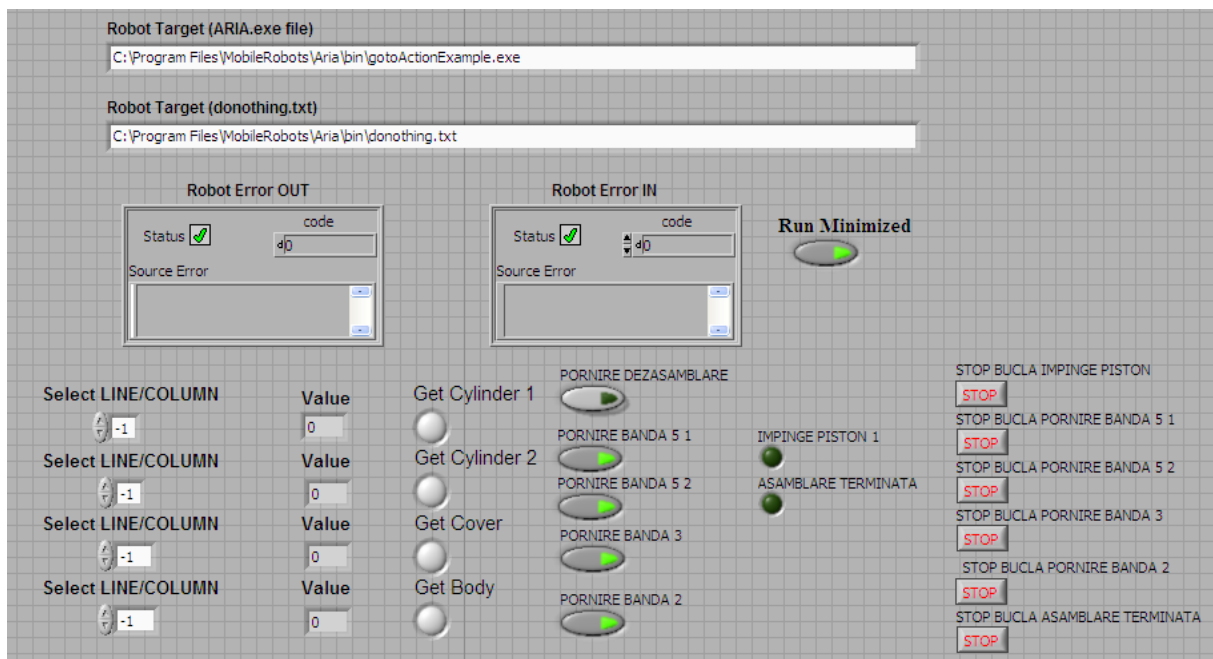 Robot Target (ARIA.exe file)
C:\Program Files\MobileRobots\Aria\bin\gotoActionExample.exe
Robot Target (donothing.txt)
C:\Program Files\MobileRobots\Aria\bin\donothing.txt
Robot Error OUT
Status
code
d0
Source Error
Robot Error IN
Status
code
d0
Source Error
Run Minimized
Select LINE/COLUMN
-1
Value
0
Get Cylinder 1
Select LINE/COLUMN
-1
Value
0
Get Cylinder 2
Select LINE/COLUMN
-1
Value
0
Get Cover
Select LINE/COLUMN
-1
Value
0
Get Body
PORNIRE DEZASAMBLARE
PORNIRE BANDA 5 1
PORNIRE BANDA 5 2
PORNIRE BANDA 3
PORNIRE BANDA 2
IMPINGE PISTON 1
ASAMBLARE TERMINATA
STOP BUCLA IMPINGE PISTON
STOP
STOP BUCLA PORNIRE BANDA 5 1
STOP
STOP BUCLA PORNIRE BANDA 5 2
STOP
STOP BUCLA PORNIRE BANDA 3
STOP
STOP BUCLA PORNIRE BANDA 2
STOP
STOP BUCLA ASAMBLARE TERMINATA
STOP